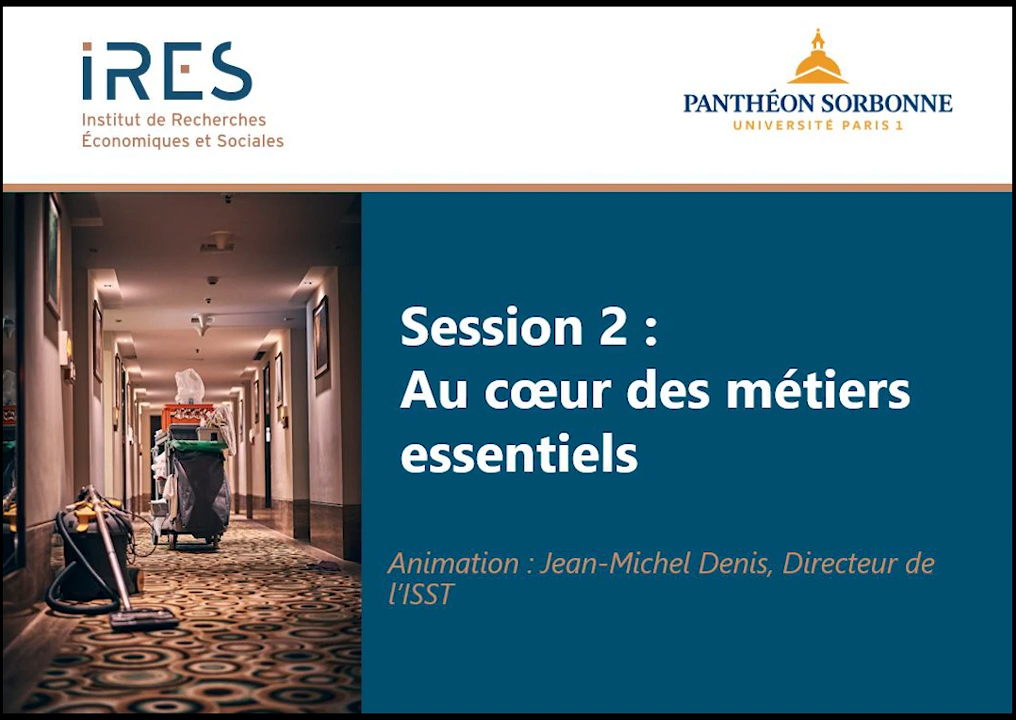 iRES
Institut de Recherches
Économiques et Sociales
PANTHÉON SORBONNE
UNIVERSITÉ PARIS 1
Session 2 :
Au cœur des métiers
essentiels
Animation : Jean-Michel Denis, Directeur de
l'ISST